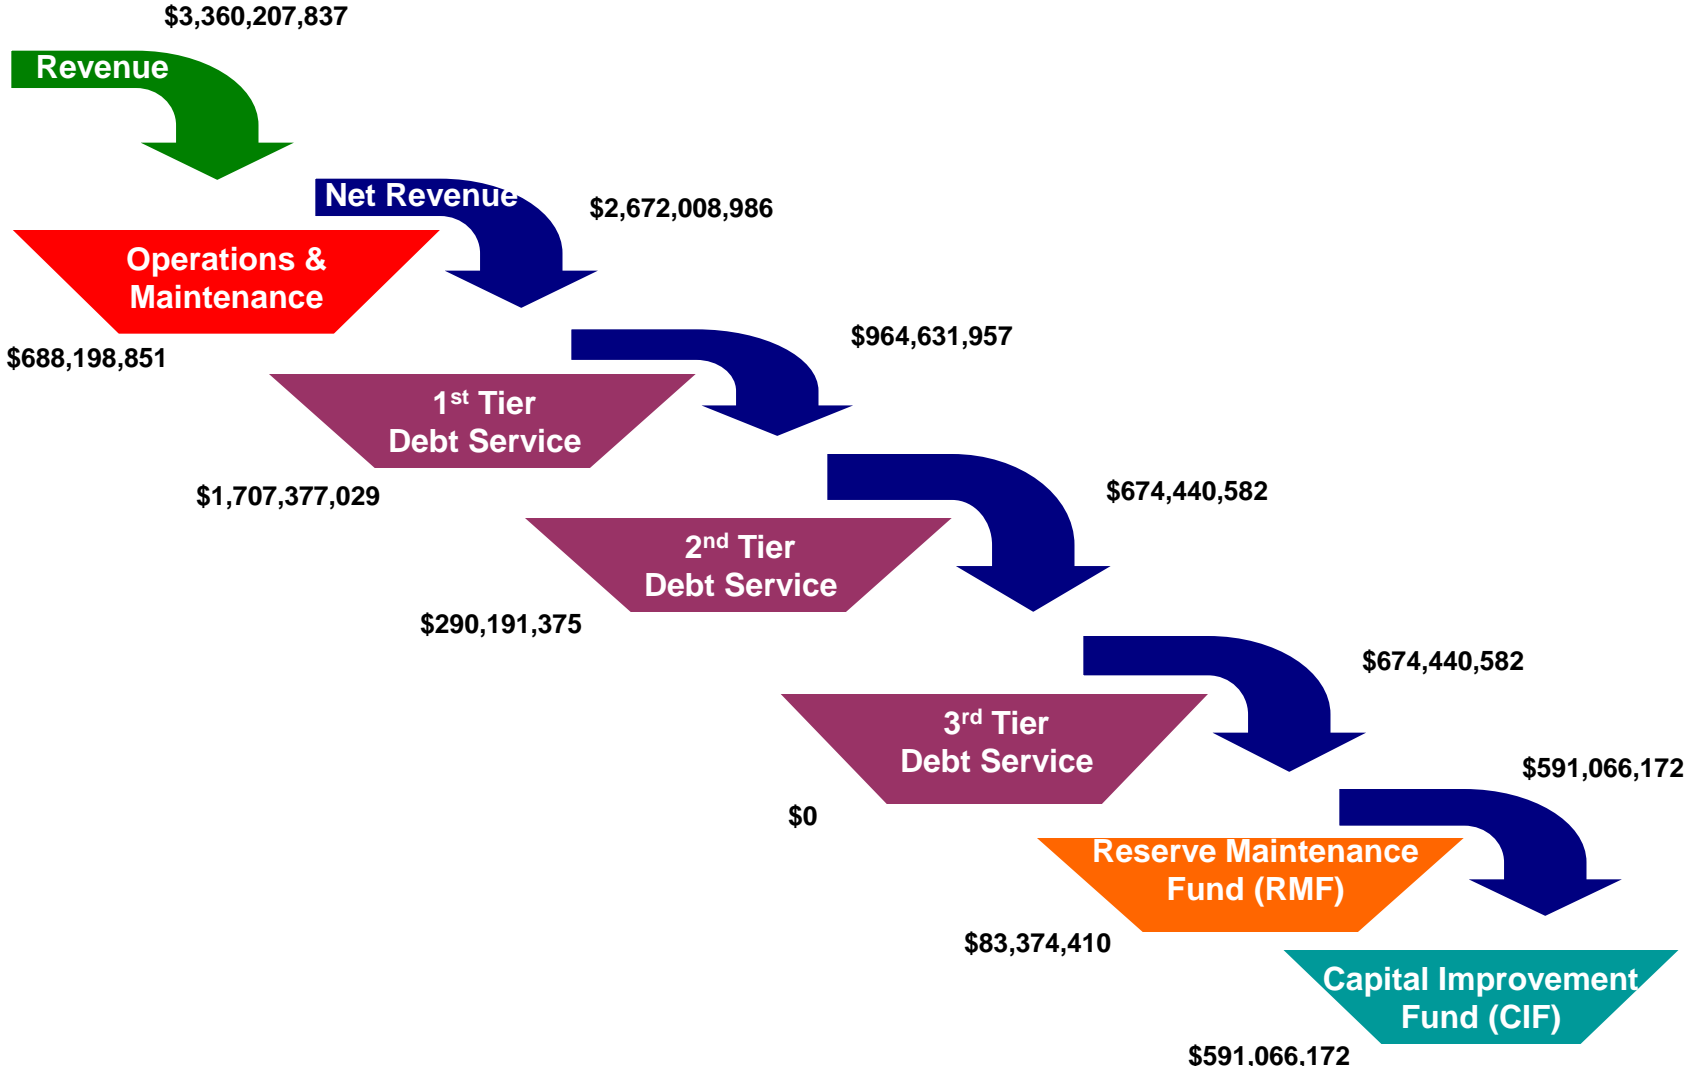 $3,360,207,837
Revenue
Net Revenue
$2,672,008,986
Operations &
Maintenance
$688,198,851
$964,631,957
1st Tier
Debt Service
$1,707,377,029
$674,440,582
2nd Tier
Debt Service
$290,191,375
$674,440,582
3rd Tier
Debt Service
$0
$591,066,172
Reserve Maintenance
Fund (RMF)
$83,374,410
Capital Improvement
Fund (CIF)
$591,066,172